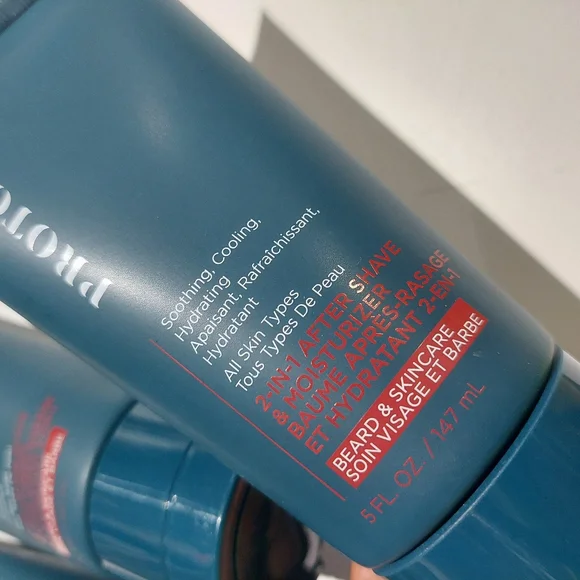 PROTO
Soothing, Cooling,
Hydrating
Apaisant, Rafraîchissant,
Hydratant
All Skin Types
Tous Types De Peau
2-IN-1 AFTER SHAVE
& MOISTURIZER
BAUME APRÈS-RASAGE
ET HYDRATANT 2-EN-1
BEARD & SKINCARE
SOIN VISAGE ET BARBE
5 FL. OZ. / 147 mL